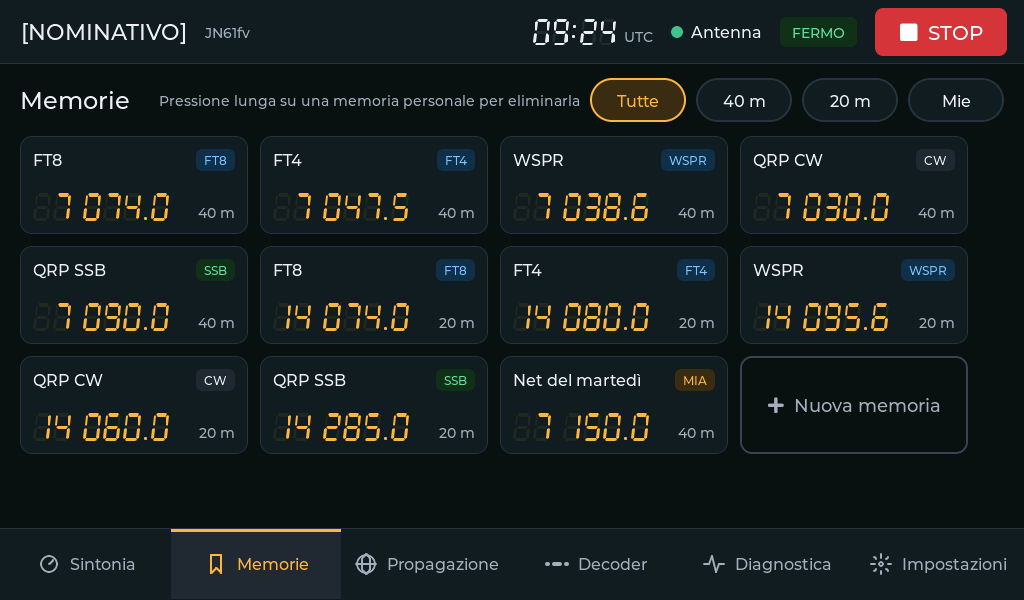 [NOMINATIVO] JN61fv 09:24 UTC Antenna FERMO STOP
Memorie Pressione lunga su una memoria personale per eliminarla Tutte 40 m 20 m Mie
FT8 FT8
7 074.0 40 m
FT4 FT4
7 047.5 40 m
WSPR WSPR
7 038.6 40 m
QRP CW CW
7 030.0 40 m
QRP SSB SSB
7 090.0 40 m
FT8 FT8
14 074.0 20 m
FT4 FT4
14 080.0 20 m
WSPR WSPR
14 095.6 20 m
QRP CW CW
14 060.0 20 m
QRP SSB SSB
14 285.0 20 m
Net del martedì MIA
7 150.0 40 m
Nuova memoria
Sintonia Memorie Propagazione Decoder Diagnostica Impostazioni